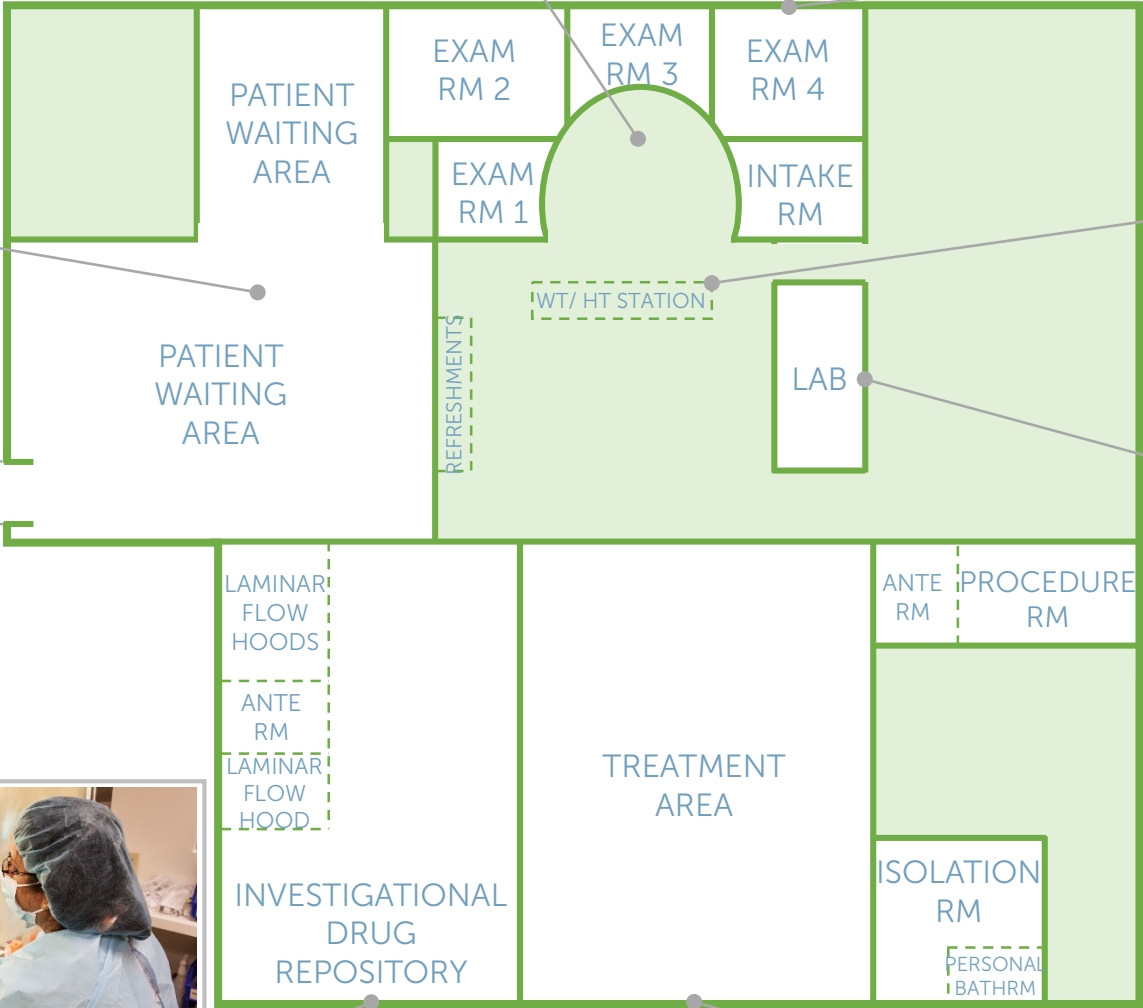 EXAM
RM 2
EXAM
RM 3
EXAM
RM 4
PATIENT
WAITING
AREA
EXAM
RM 1
INTAKE
RM
WT/ HT STATION
REFRESHMENTS
LAB
PATIENT
WAITING
AREA
LAMINAR
FLOW
HOODS
ANTE
RM
LAMINAR
FLOW
HOOD
INVESTIGATIONAL
DRUG
REPOSITORY
TREATMENT
AREA
ANTE
RM
PROCEDURE
RM
ISOLATION
RM
PERSONAL
BATHRM